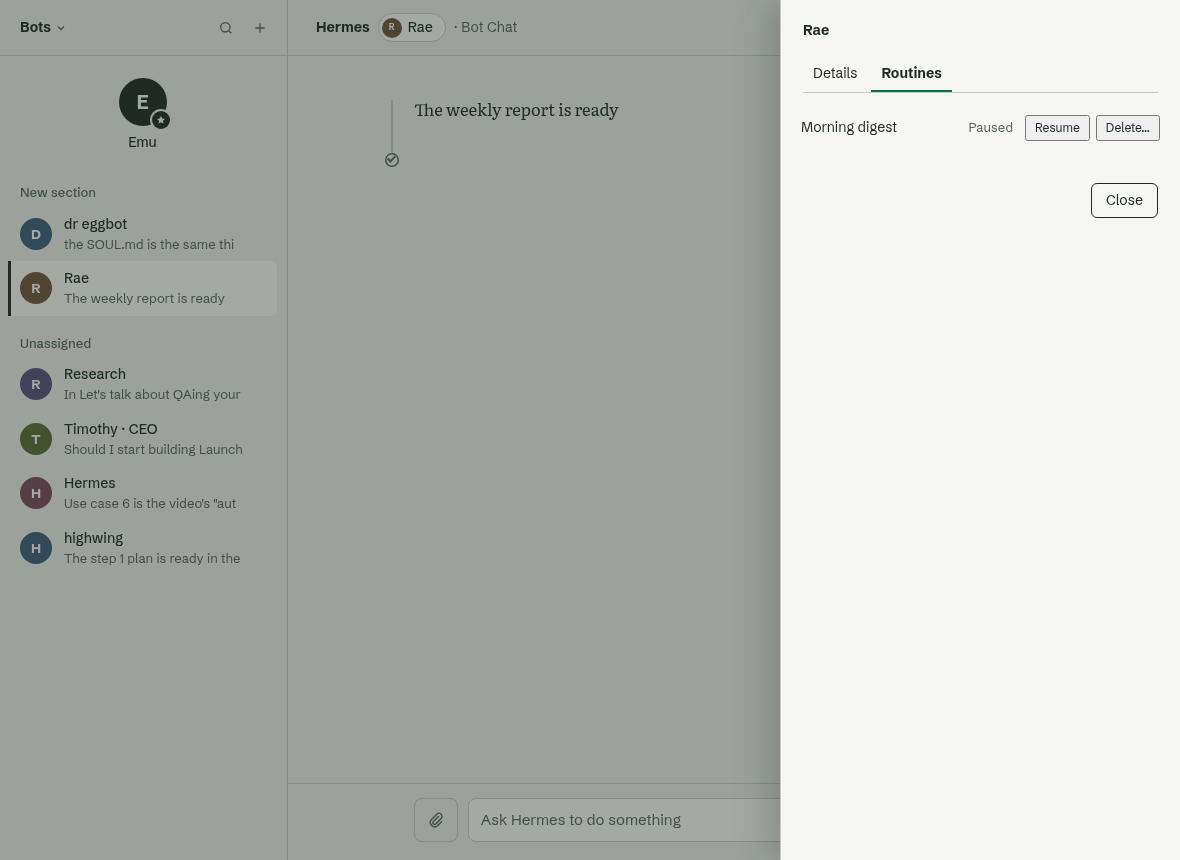 Bots
E
Emu
New section
D
dr eggbot
the SOUL.md is the same thi
R
Rae
The weekly report is ready
Unassigned
R
Research
In Let's talk about QAing your
T
Timothy · CEO
Should I start building Launch
H
Hermes
Use case 6 is the video's "aut
H
highwing
The step 1 plan is ready in the
Hermes R Rae · Bot Chat
The weekly report is ready
Ask Hermes to do something
Rae
Details Routines
Morning digest Paused Resume Delete...
Close